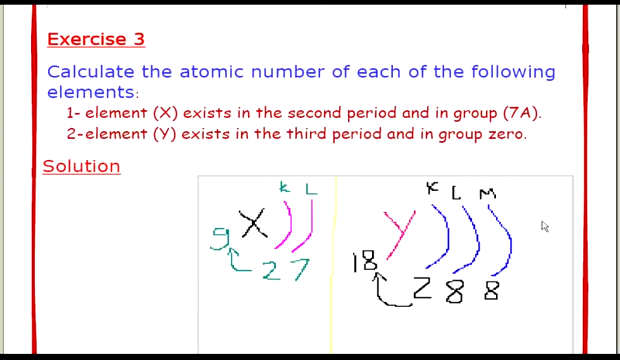 Exercise 3
Calculate the atomic number of each of the following
elements:
1- element (X) exists in the second period and in group (7A).
2-element (Y) exists in the third period and in group zero.
Solution
K L
9 X
2 7
K L M
18 Y
2 8 8